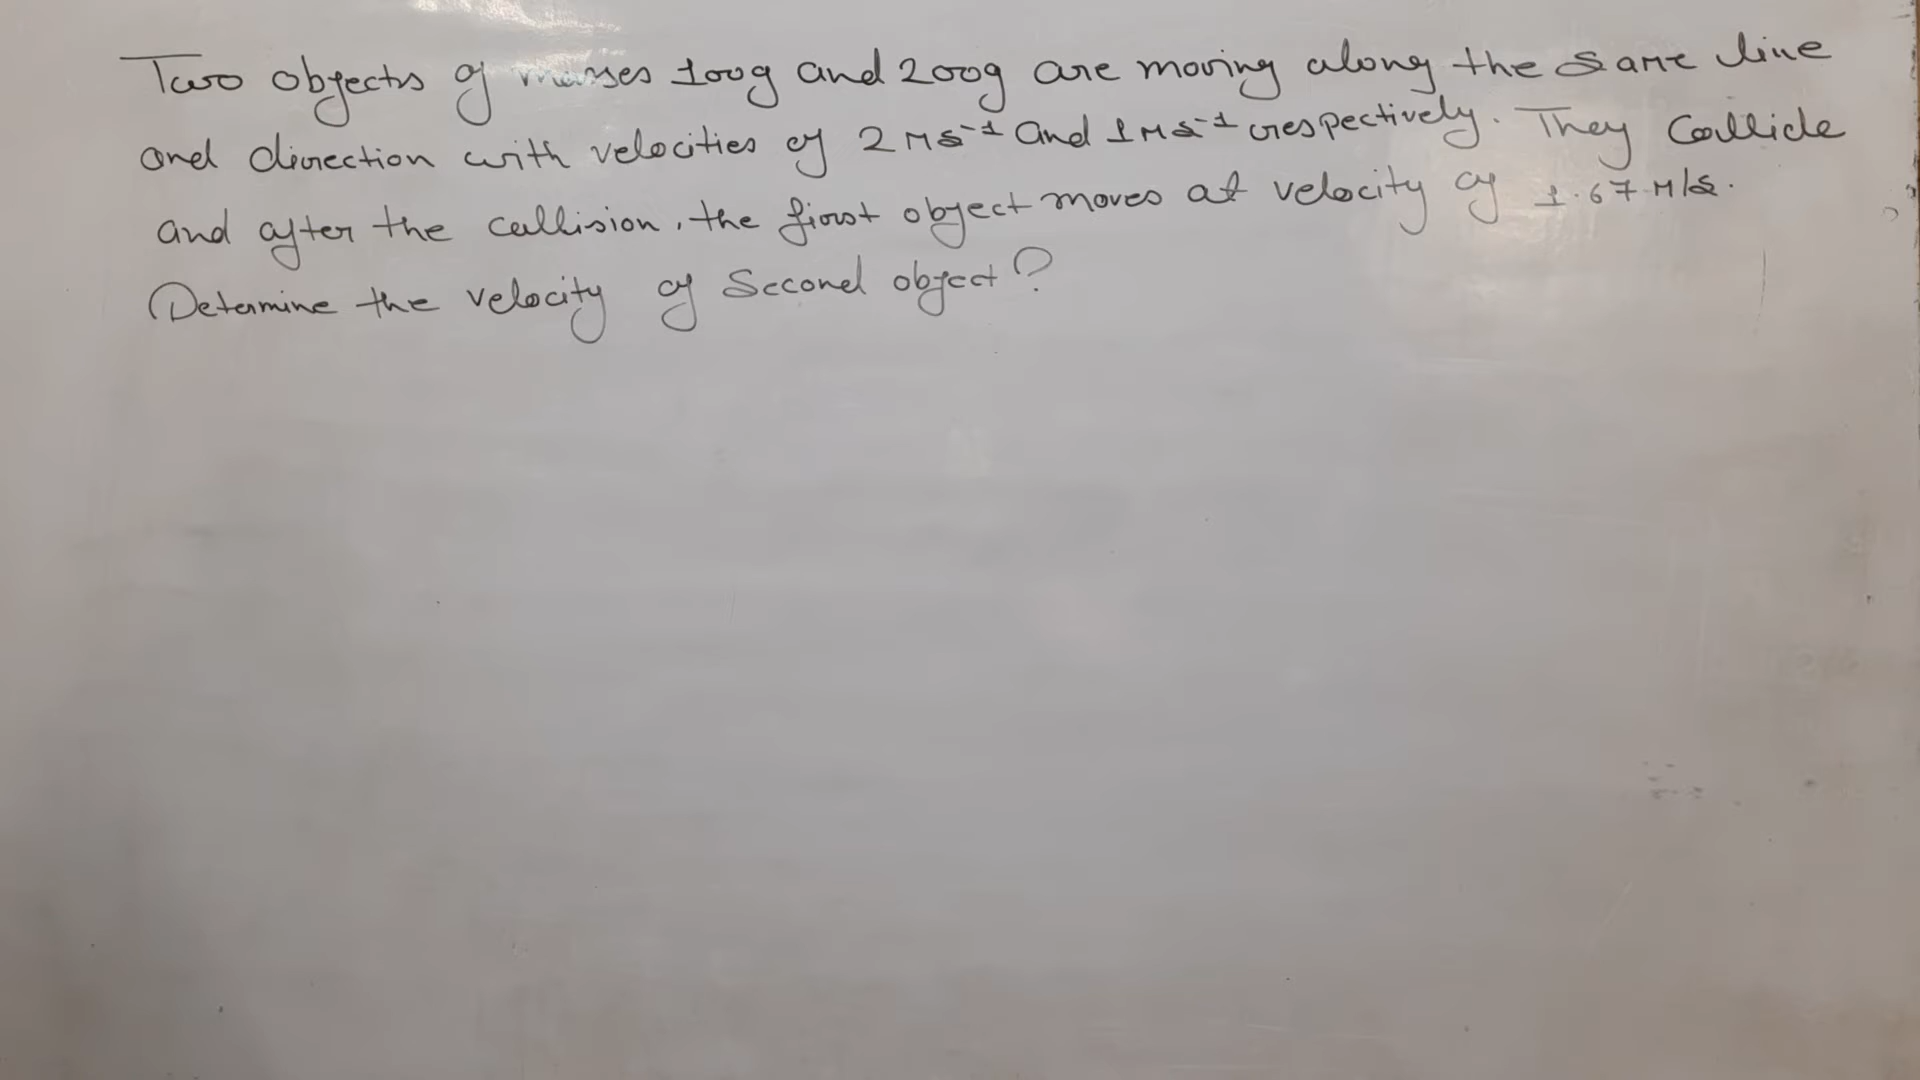 Two objects of masses 100g and 200g are moving along the same line
and direction with velocities of 2 ms⁻¹ and 1 ms⁻¹ respectively. They Collide
and after the collision, the first object moves at velocity of 1.67 m/s.
Determine the velocity of Second object?